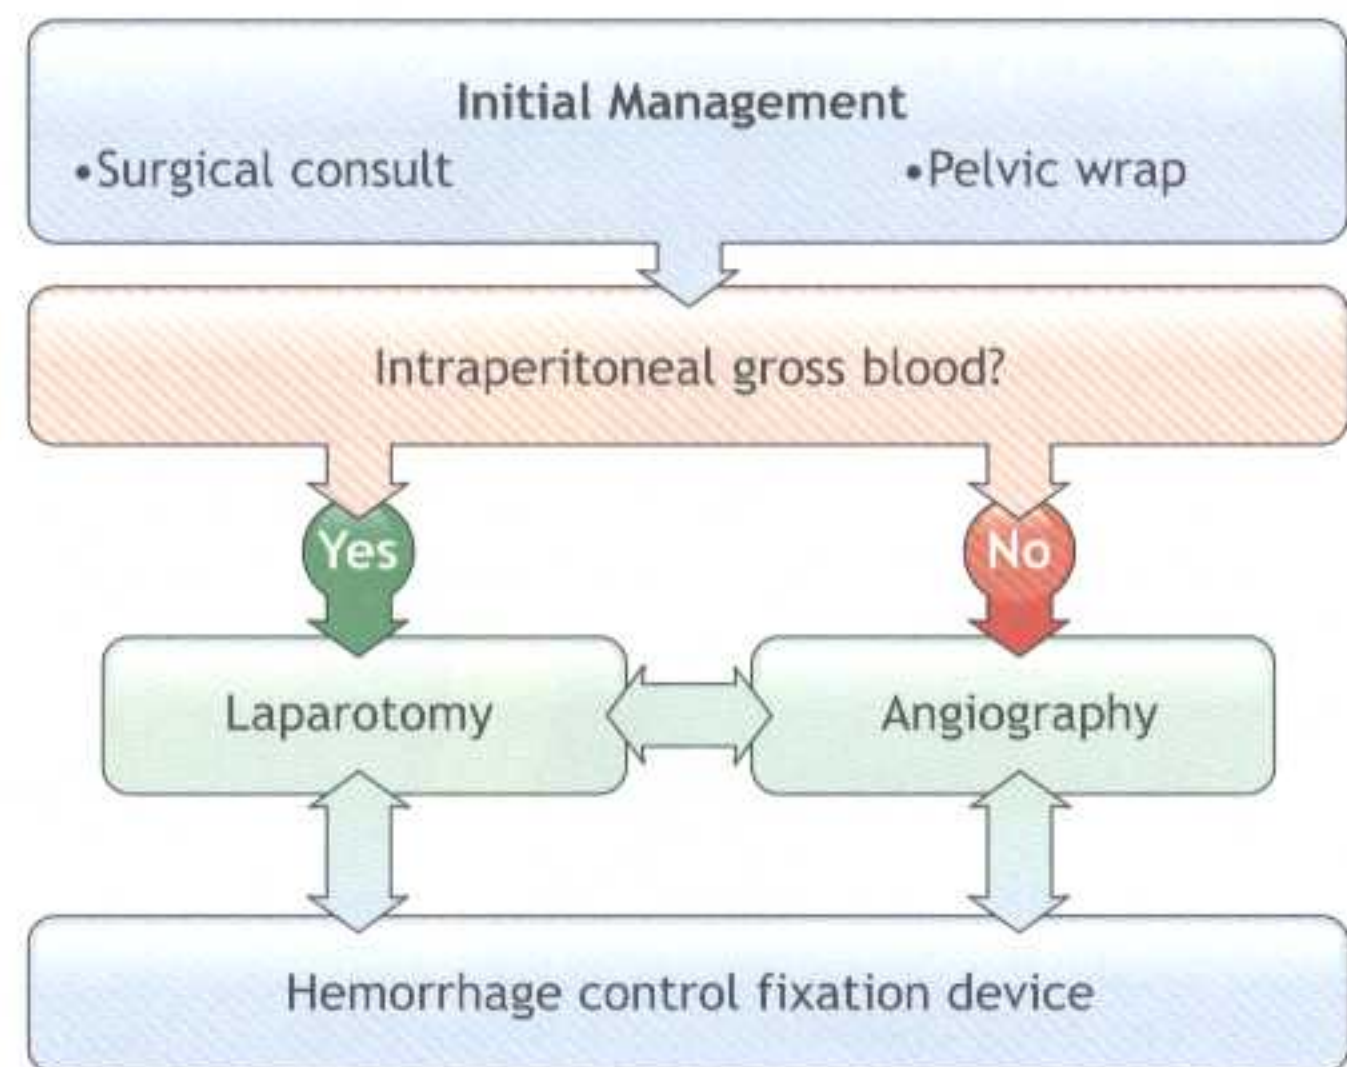 Initial Management
•Surgical consult •Pelvic wrap
Intraperitoneal gross blood?
Yes No
Laparotomy Angiography
Hemorrhage control fixation device